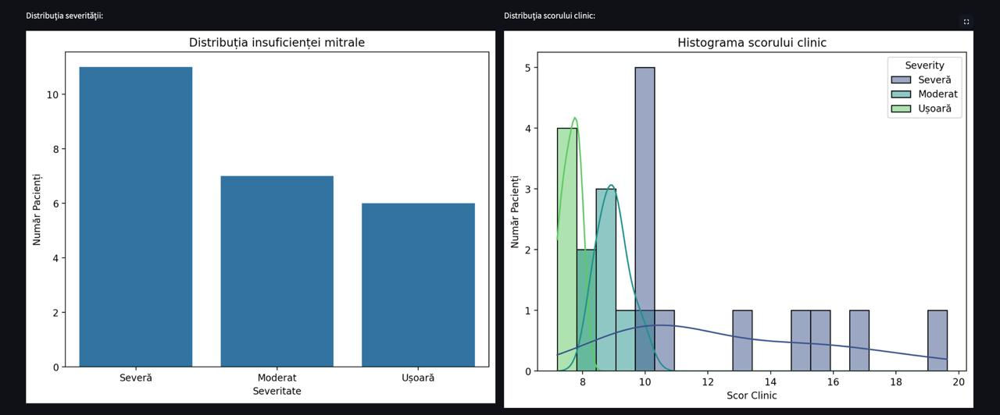 Distribuția severității:
Distribuția insuficienței mitrale
Număr Pacienți
10
8
6
4
2
0
Severă
Moderat
Ușoară
Severitate
Distribuția scorului clinic:
Histograma scorului clinic
Severity
Severă
Moderat
Ușoară
Număr Pacienți
5
4
3
2
1
0
8
10
12
14
16
18
20
Scor Clinic